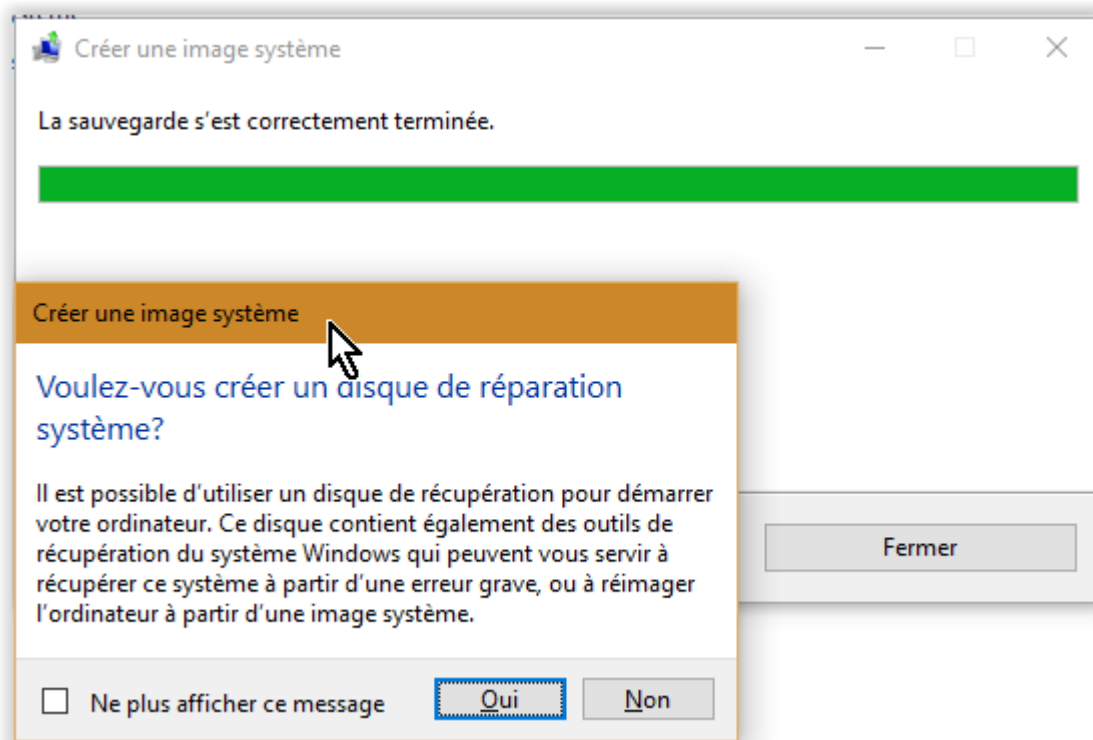 Créer une image système
La sauvegarde s'est correctement terminée.
Créer une image système
Voulez-vous créer un disque de réparation
système?
Il est possible d'utiliser un disque de récupération pour démarrer
votre ordinateur. Ce disque contient également des outils de
récupération du système Windows qui peuvent vous servir à
récupérer ce système à partir d'une erreur grave, ou à réimager
l'ordinateur à partir d'une image système.
Fermer
Ne plus afficher ce message
Oui
Non